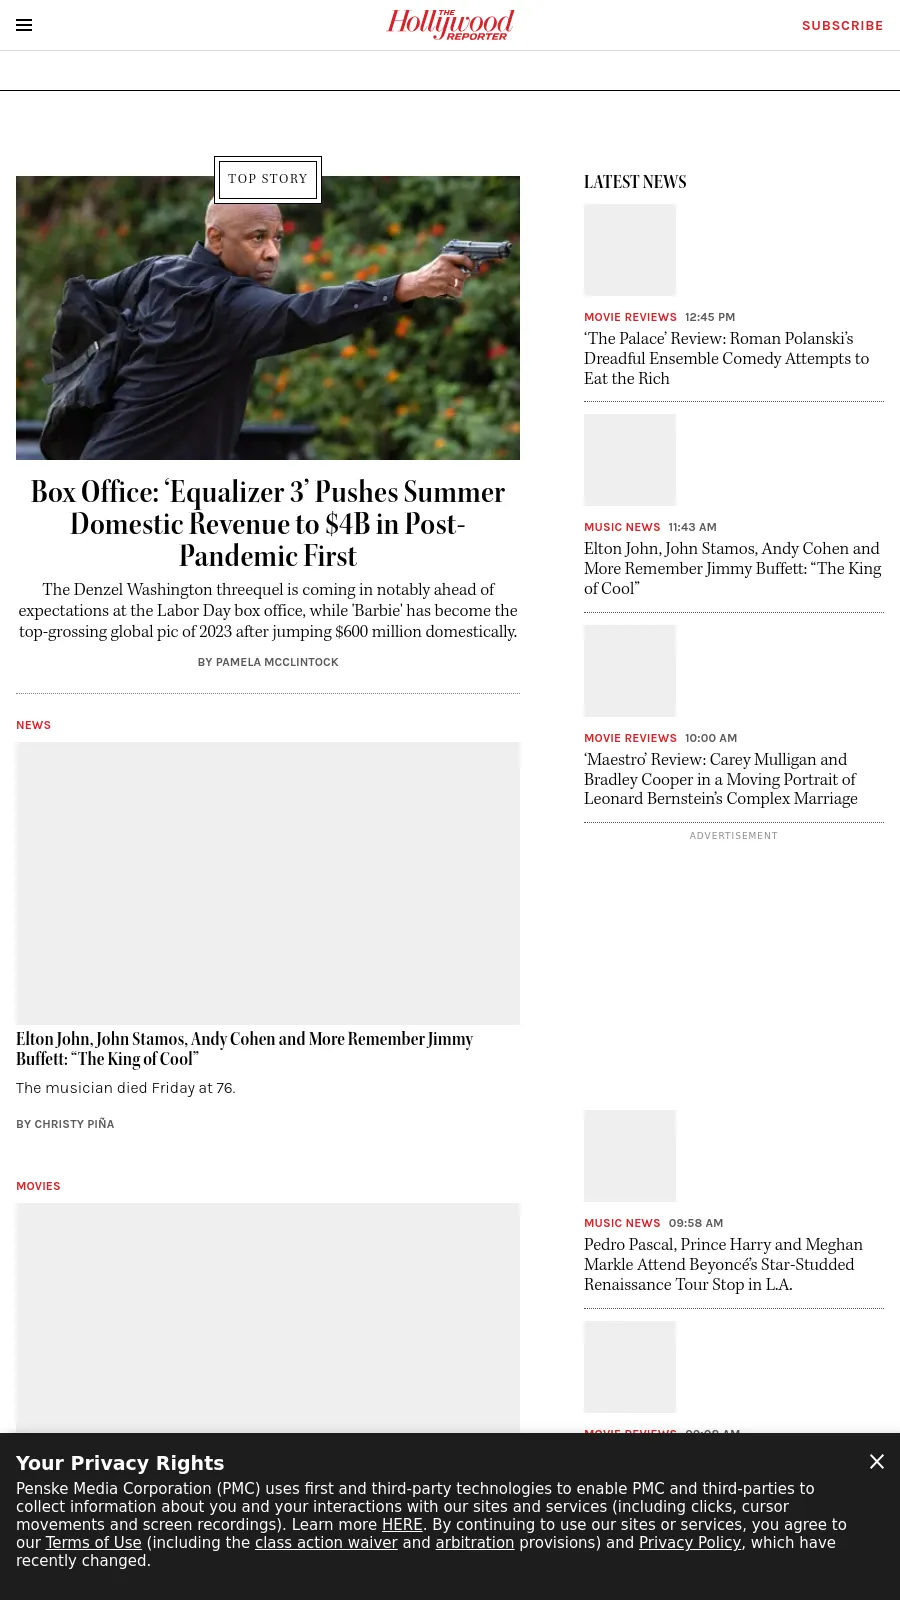 THE
Hollywood
REPORTER
SUBSCRIBE
TOP STORY
Box Office: ‘Equalizer 3’ Pushes Summer
Domestic Revenue to $4B in Post-
Pandemic First
The Denzel Washington threequel is coming in notably ahead of
expectations at the Labor Day box office, while 'Barbie' has become the
top-grossing global pic of 2023 after jumping $600 million domestically.
BY PAMELA MCCLINTOCK
NEWS
Elton John, John Stamos, Andy Cohen and More Remember Jimmy
Buffett: “The King of Cool”
The musician died Friday at 76.
BY CHRISTY PIÑA
MOVIES
LATEST NEWS
MOVIE REVIEWS 12:45 PM
‘The Palace’ Review: Roman Polanski’s
Dreadful Ensemble Comedy Attempts to
Eat the Rich
MUSIC NEWS 11:43 AM
Elton John, John Stamos, Andy Cohen and
More Remember Jimmy Buffett: “The King
of Cool”
MOVIE REVIEWS 10:00 AM
‘Maestro’ Review: Carey Mulligan and
Bradley Cooper in a Moving Portrait of
Leonard Bernstein’s Complex Marriage
ADVERTISEMENT
MUSIC NEWS 09:58 AM
Pedro Pascal, Prince Harry and Meghan
Markle Attend Beyoncé’s Star-Studded
Renaissance Tour Stop in L.A.
MOVIE REVIEWS
Your Privacy Rights
Penske Media Corporation (PMC) uses first and third-party technologies to enable PMC and third-parties to
collect information about you and your interactions with our sites and services (including clicks, cursor
movements and screen recordings). Learn more HERE. By continuing to use our sites or services, you agree to
our Terms of Use (including the class action waiver and arbitration provisions) and Privacy Policy, which have
recently changed.